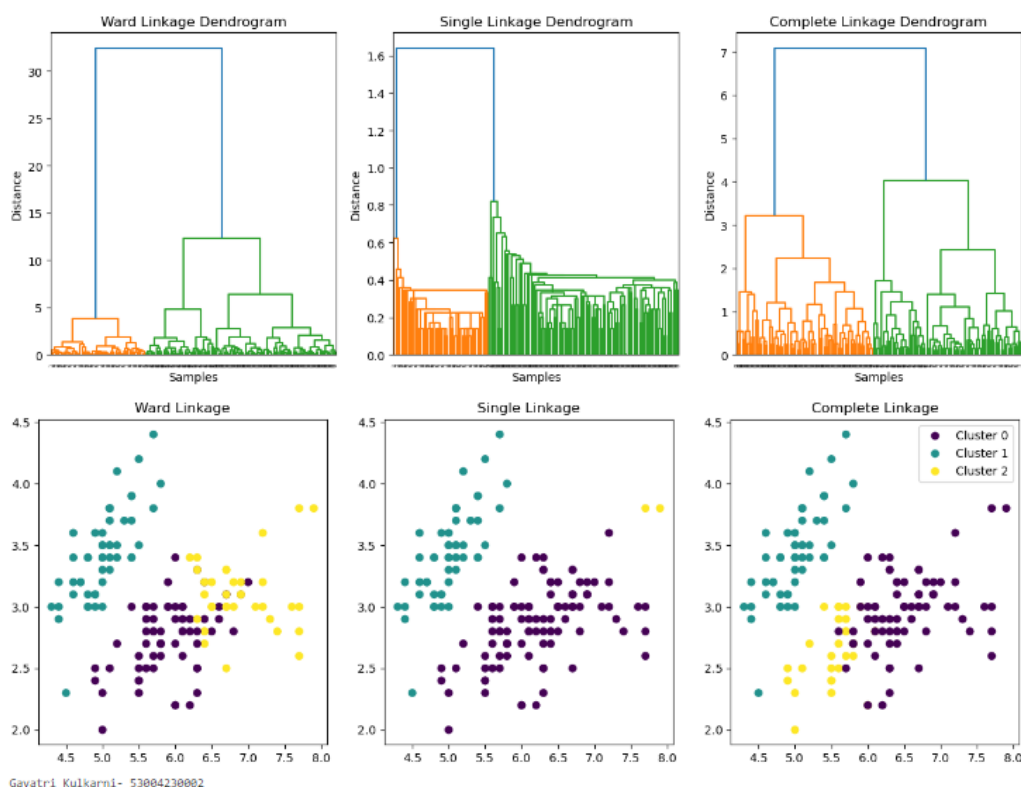 Ward Linkage Dendrogram
Single Linkage Dendrogram
Complete Linkage Dendrogram
Distance
30
25
20
15
10
5
0
Samples
Distance
1.6
1.4
1.2
1.0
0.8
0.6
0.4
0.2
0.0
Samples
Distance
7
6
5
4
3
2
1
0
Samples
Ward Linkage
Single Linkage
Complete Linkage
4.5
4.0
3.5
3.0
2.5
2.0
4.5 5.0 5.5 6.0 6.5 7.0 7.5 8.0
4.5
4.0
3.5
3.0
2.5
2.0
4.5 5.0 5.5 6.0 6.5 7.0 7.5 8.0
4.5
4.0
3.5
3.0
2.5
2.0
4.5 5.0 5.5 6.0 6.5 7.0 7.5 8.0
Cluster 0
Cluster 1
Cluster 2
Gayatri Kulkarni- 53004230002